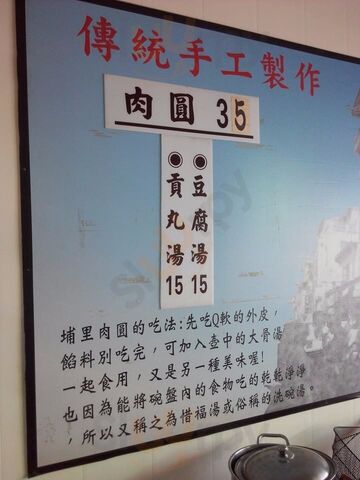 傳統手工製作
肉圓 35
◉豆腐湯15
◉貢丸湯15
埔里肉圓的吃法:先吃Q軟的外皮,
餡料別吃完,可加入壺中的大骨湯
一起食用,又是另一種美味喔!
也因為能將碗盤內的食物吃的乾乾淨淨
,所以又稱之為惜福湯或俗稱的洗碗湯。